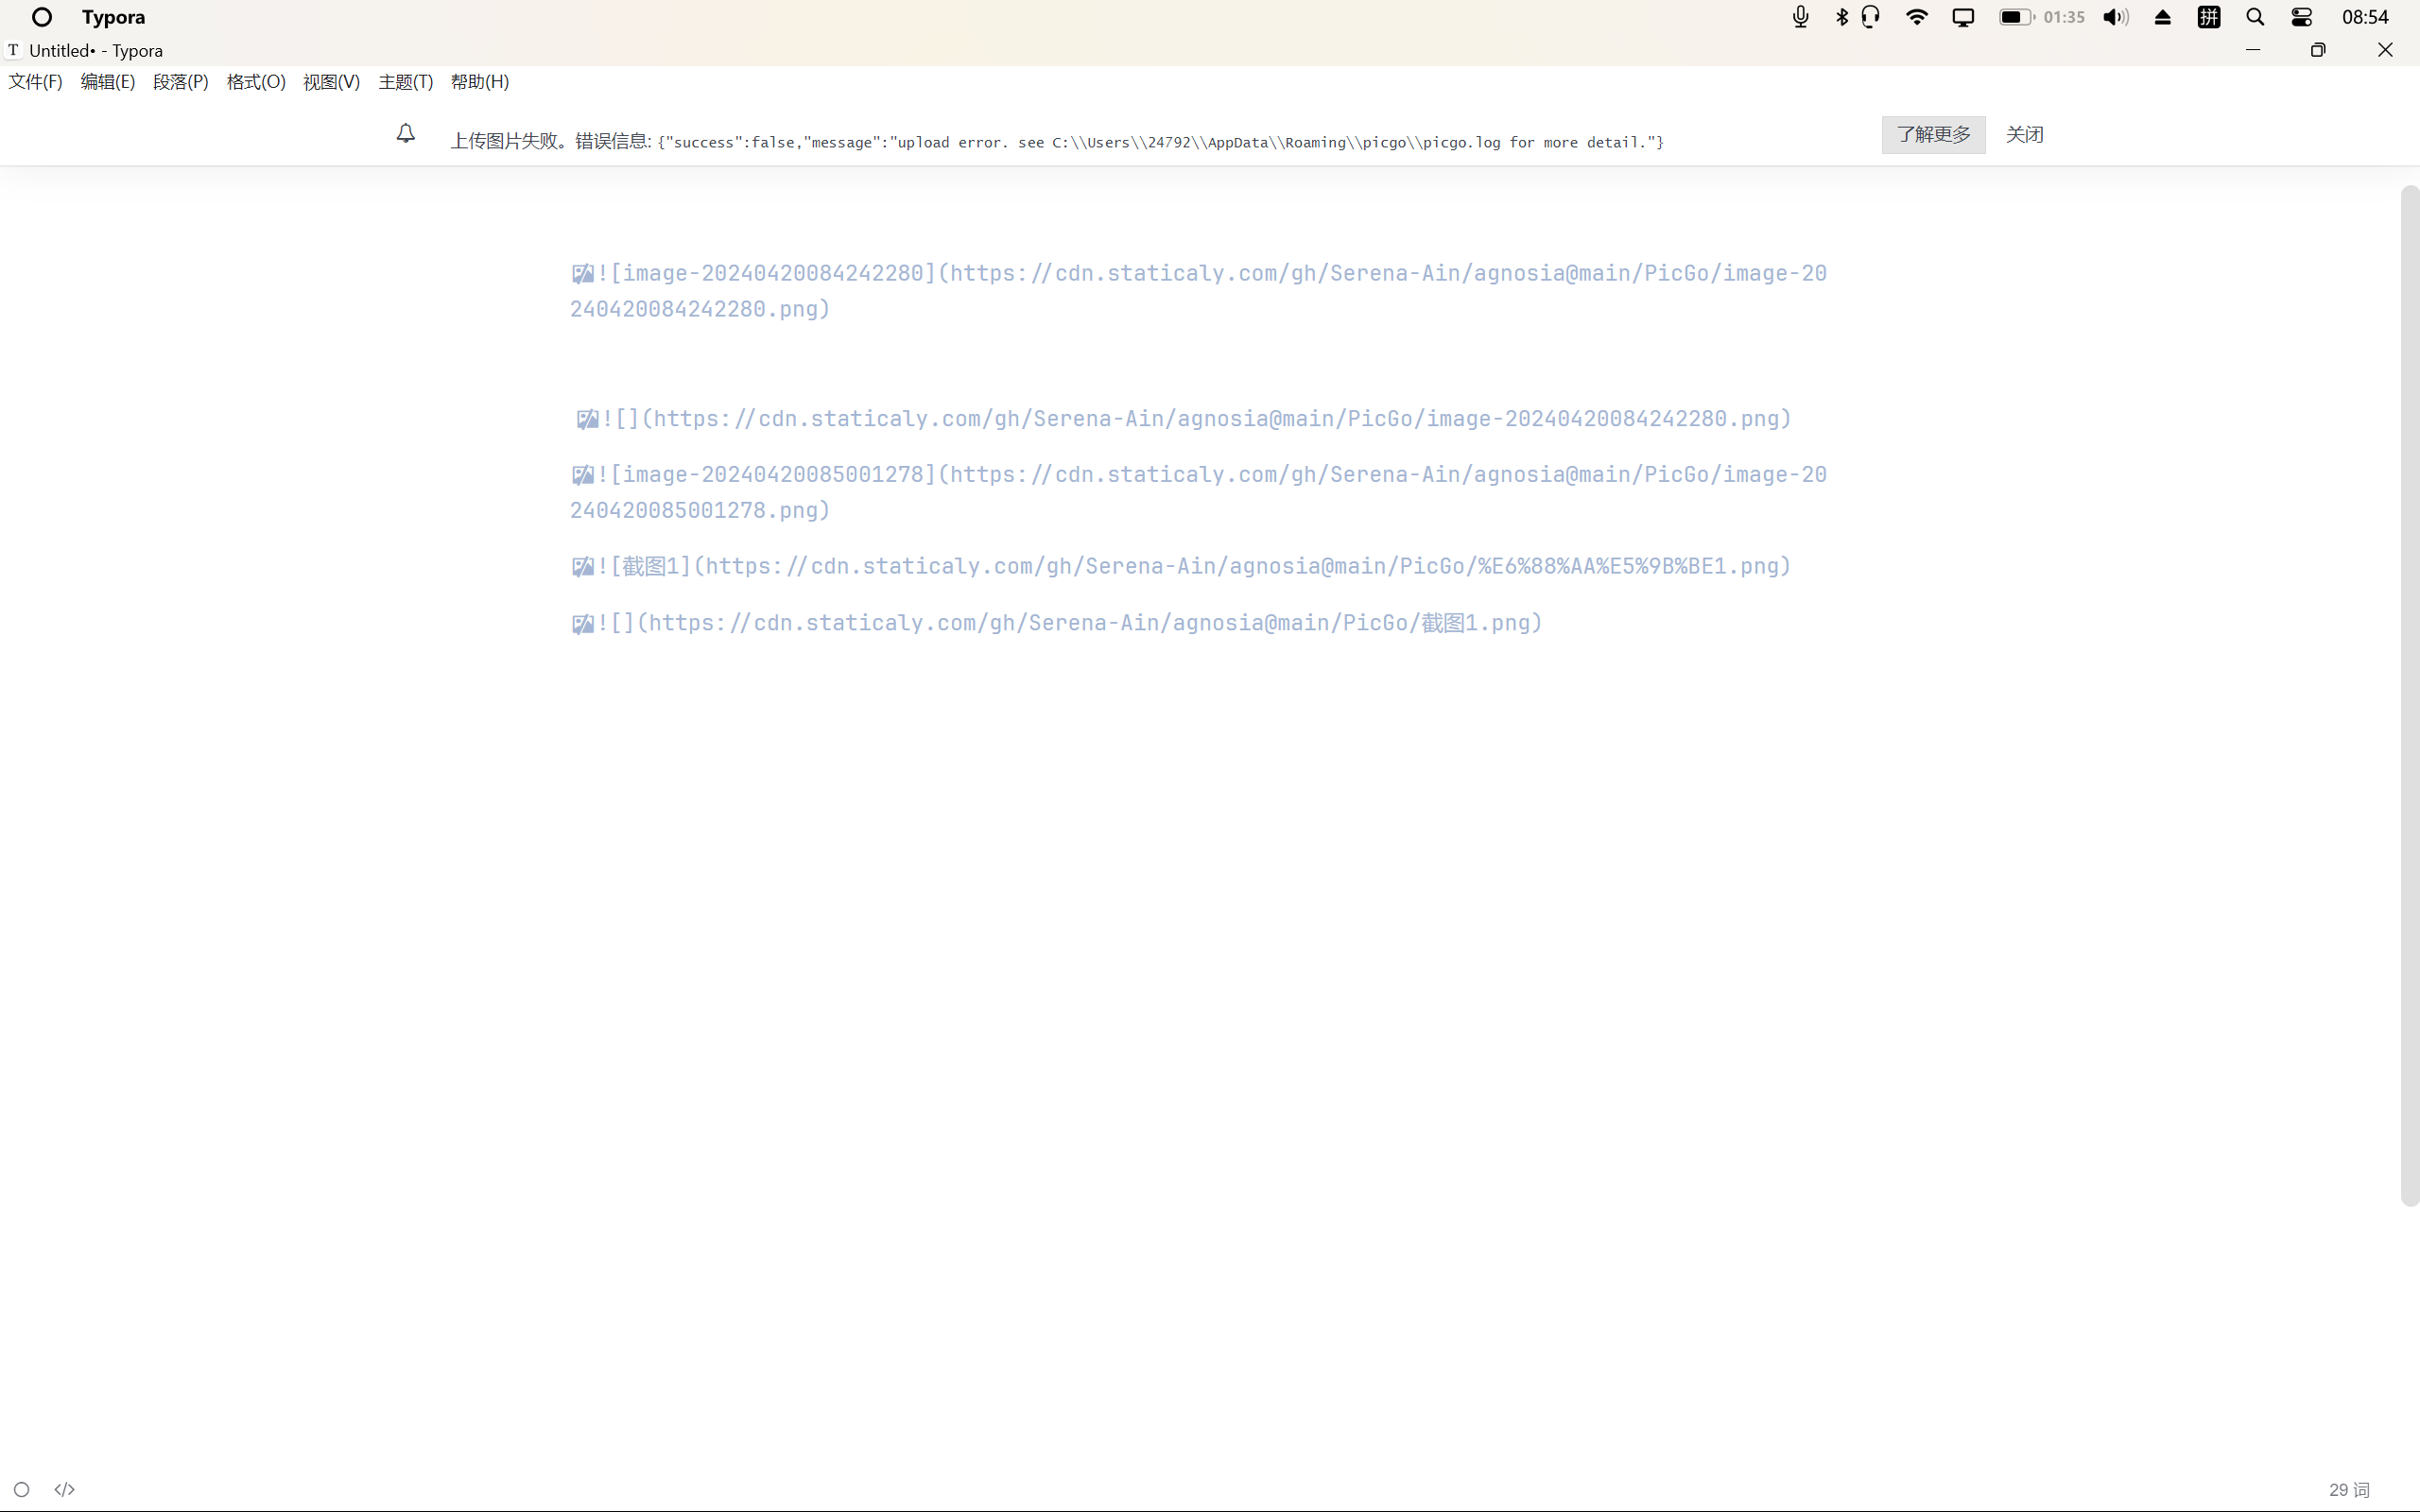 Typora
拼
01:35
08:54
T Untitled• - Typora
文件(F) 编辑(E) 段落(P) 格式(O) 视图(V) 主题(T) 帮助(H)
上传图片失败。错误信息: {"success":false,"message":"upload error. see C:\\Users\\24792\\AppData\\Roaming\\picgo\\picgo.log for more detail."}
了解更多 关闭
![image-20240420084242280](https://cdn.staticaly.com/gh/Serena-Ain/agnosia@main/PicGo/image-20
240420084242280.png)
![](https://cdn.staticaly.com/gh/Serena-Ain/agnosia@main/PicGo/image-20240420084242280.png)
![image-20240420085001278](https://cdn.staticaly.com/gh/Serena-Ain/agnosia@main/PicGo/image-20
240420085001278.png)
![截图1](https://cdn.staticaly.com/gh/Serena-Ain/agnosia@main/PicGo/%E6%88%AA%E5%9B%BE1.png)
![](https://cdn.staticaly.com/gh/Serena-Ain/agnosia@main/PicGo/截图1.png)
</> 29 词